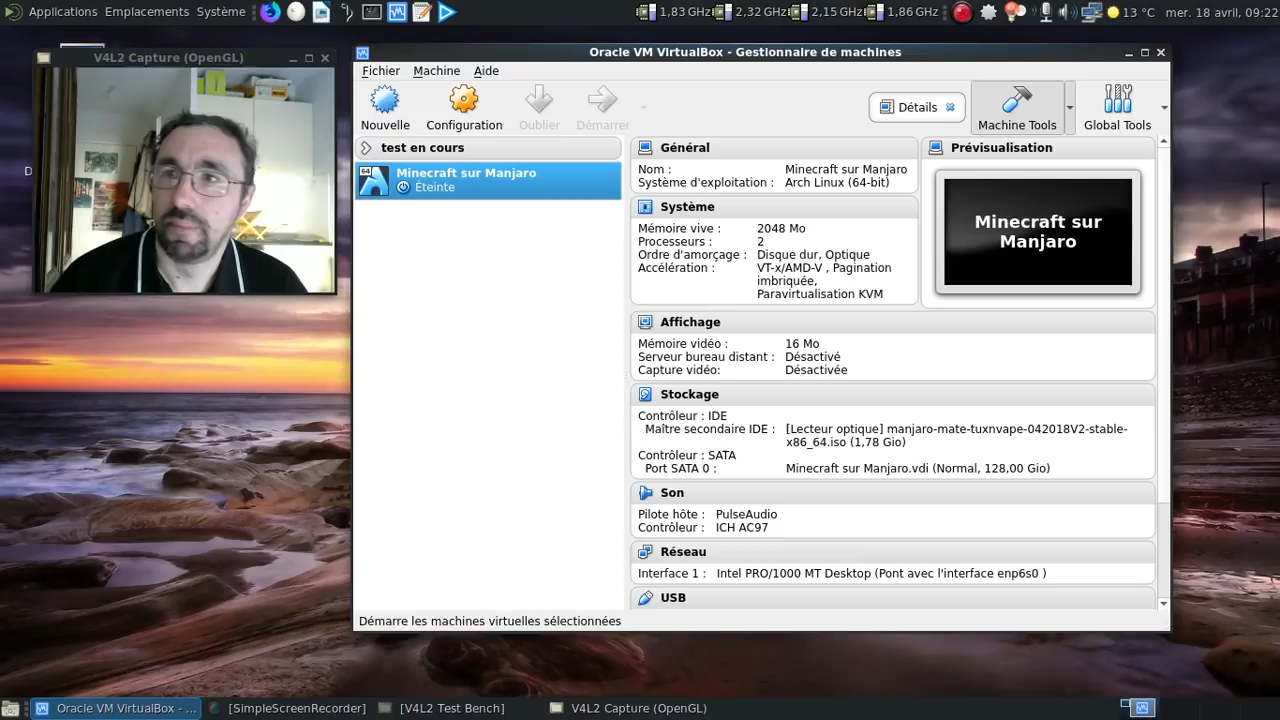 Applications Emplacements Système
1,83 GHz 2,32 GHz 2,15 GHz 1,86 GHz 13 °C mer. 18 avril, 09:22
V4L2 Capture (OpenGL)
Oracle VM VirtualBox - Gestionnaire de machines
Fichier Machine Aide
Nouvelle Configuration Oublier Démarrer
Détails Machine Tools Global Tools
test en cours
64
Minecraft sur Manjaro
Éteinte
Général
Nom : Minecraft sur Manjaro
Système d'exploitation : Arch Linux (64-bit)
Prévisualisation
Minecraft sur
Manjaro
Système
Mémoire vive : 2048 Mo
Processeurs : 2
Ordre d'amorçage : Disque dur, Optique
Accélération : VT-x/AMD-V , Pagination
imbriquée,
Paravirtualisation KVM
Affichage
Mémoire vidéo : 16 Mo
Serveur bureau distant : Désactivé
Capture vidéo: Désactivée
Stockage
Contrôleur : IDE
Maître secondaire IDE : [Lecteur optique] manjaro-mate-tuxnvape-042018V2-stable-
x86_64.iso (1,78 Gio)
Contrôleur : SATA
Port SATA 0 : Minecraft sur Manjaro.vdi (Normal, 128,00 Gio)
Son
Pilote hôte : PulseAudio
Contrôleur : ICH AC97
Réseau
Interface 1 : Intel PRO/1000 MT Desktop (Pont avec l'interface enp6s0 )
USB
Démarre les machines virtuelles sélectionnées
D
Oracle VM VirtualBox - ... [SimpleScreenRecorder] [V4L2 Test Bench] V4L2 Capture (OpenGL)